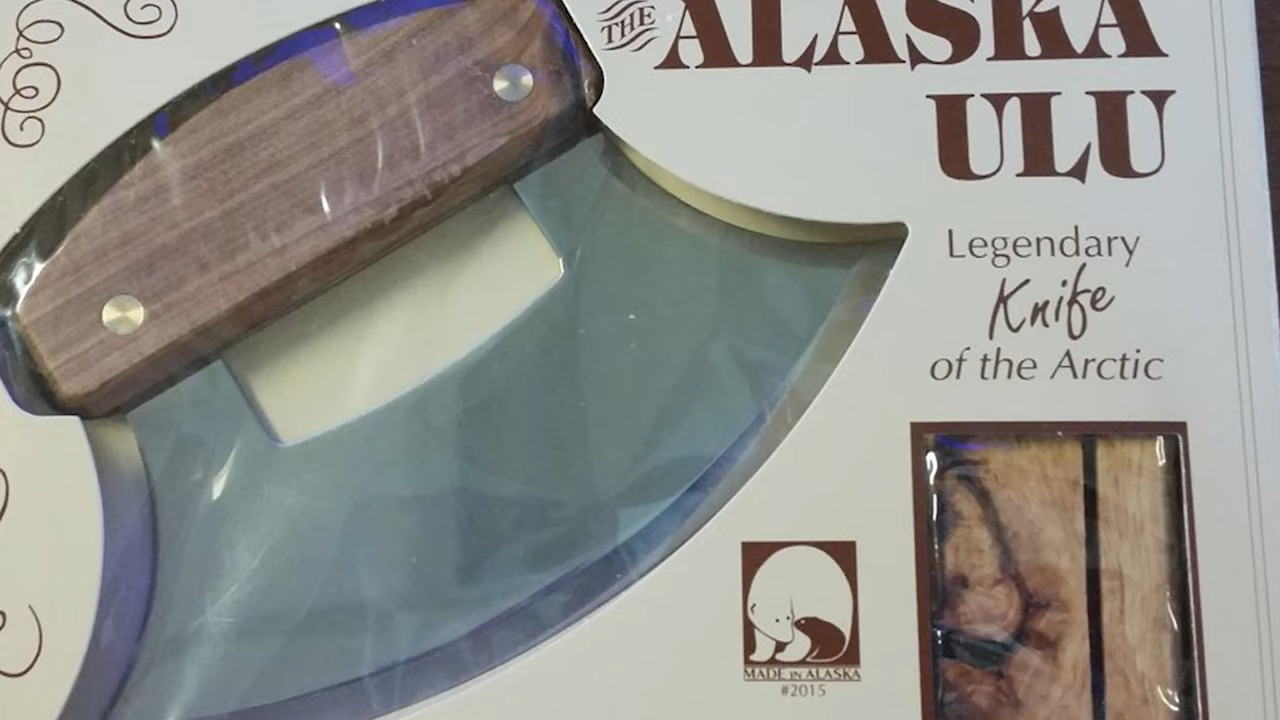 THE ALASKA
ULU
Legendary
Knife
of the Arctic
MADE IN ALASKA
#2015